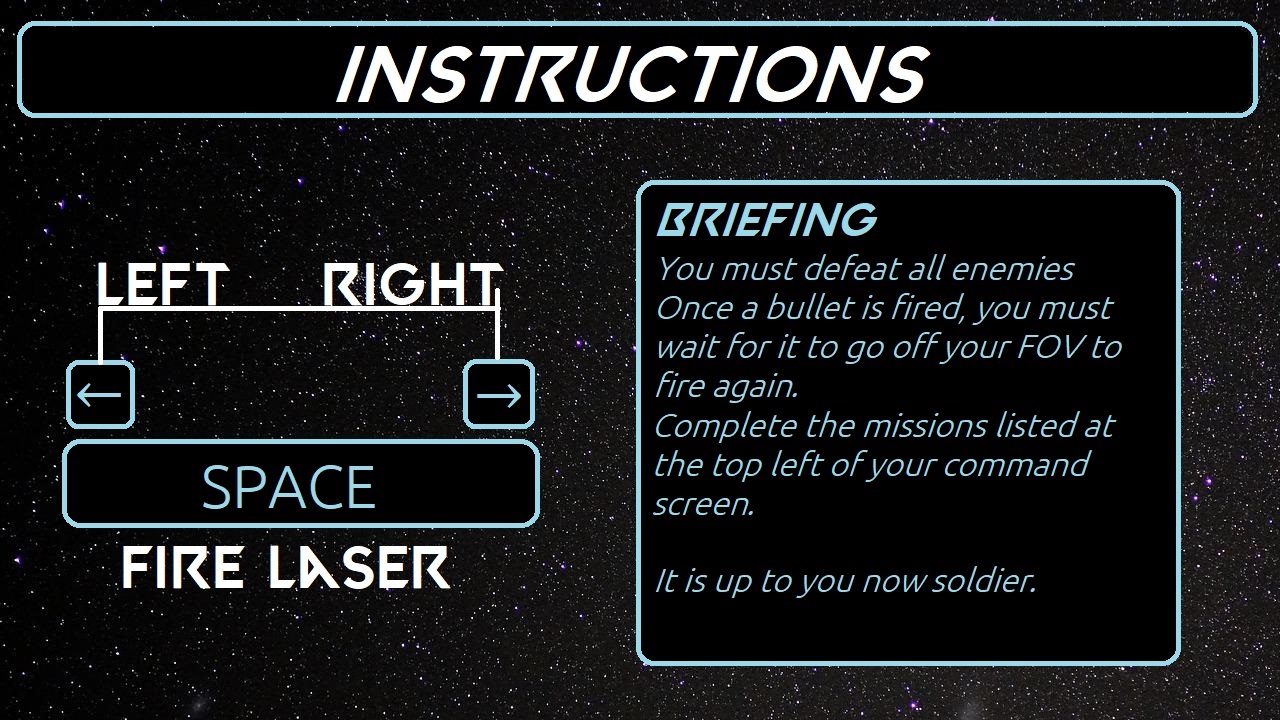 INSTRUCTIONS
LEFT RIGHT
← →
SPACE
FIRE LASER
BRIEFING
You must defeat all enemies
Once a bullet is fired, you must
wait for it to go off your FOV to
fire again.
Complete the missions listed at
the top left of your command
screen.
It is up to you now soldier.